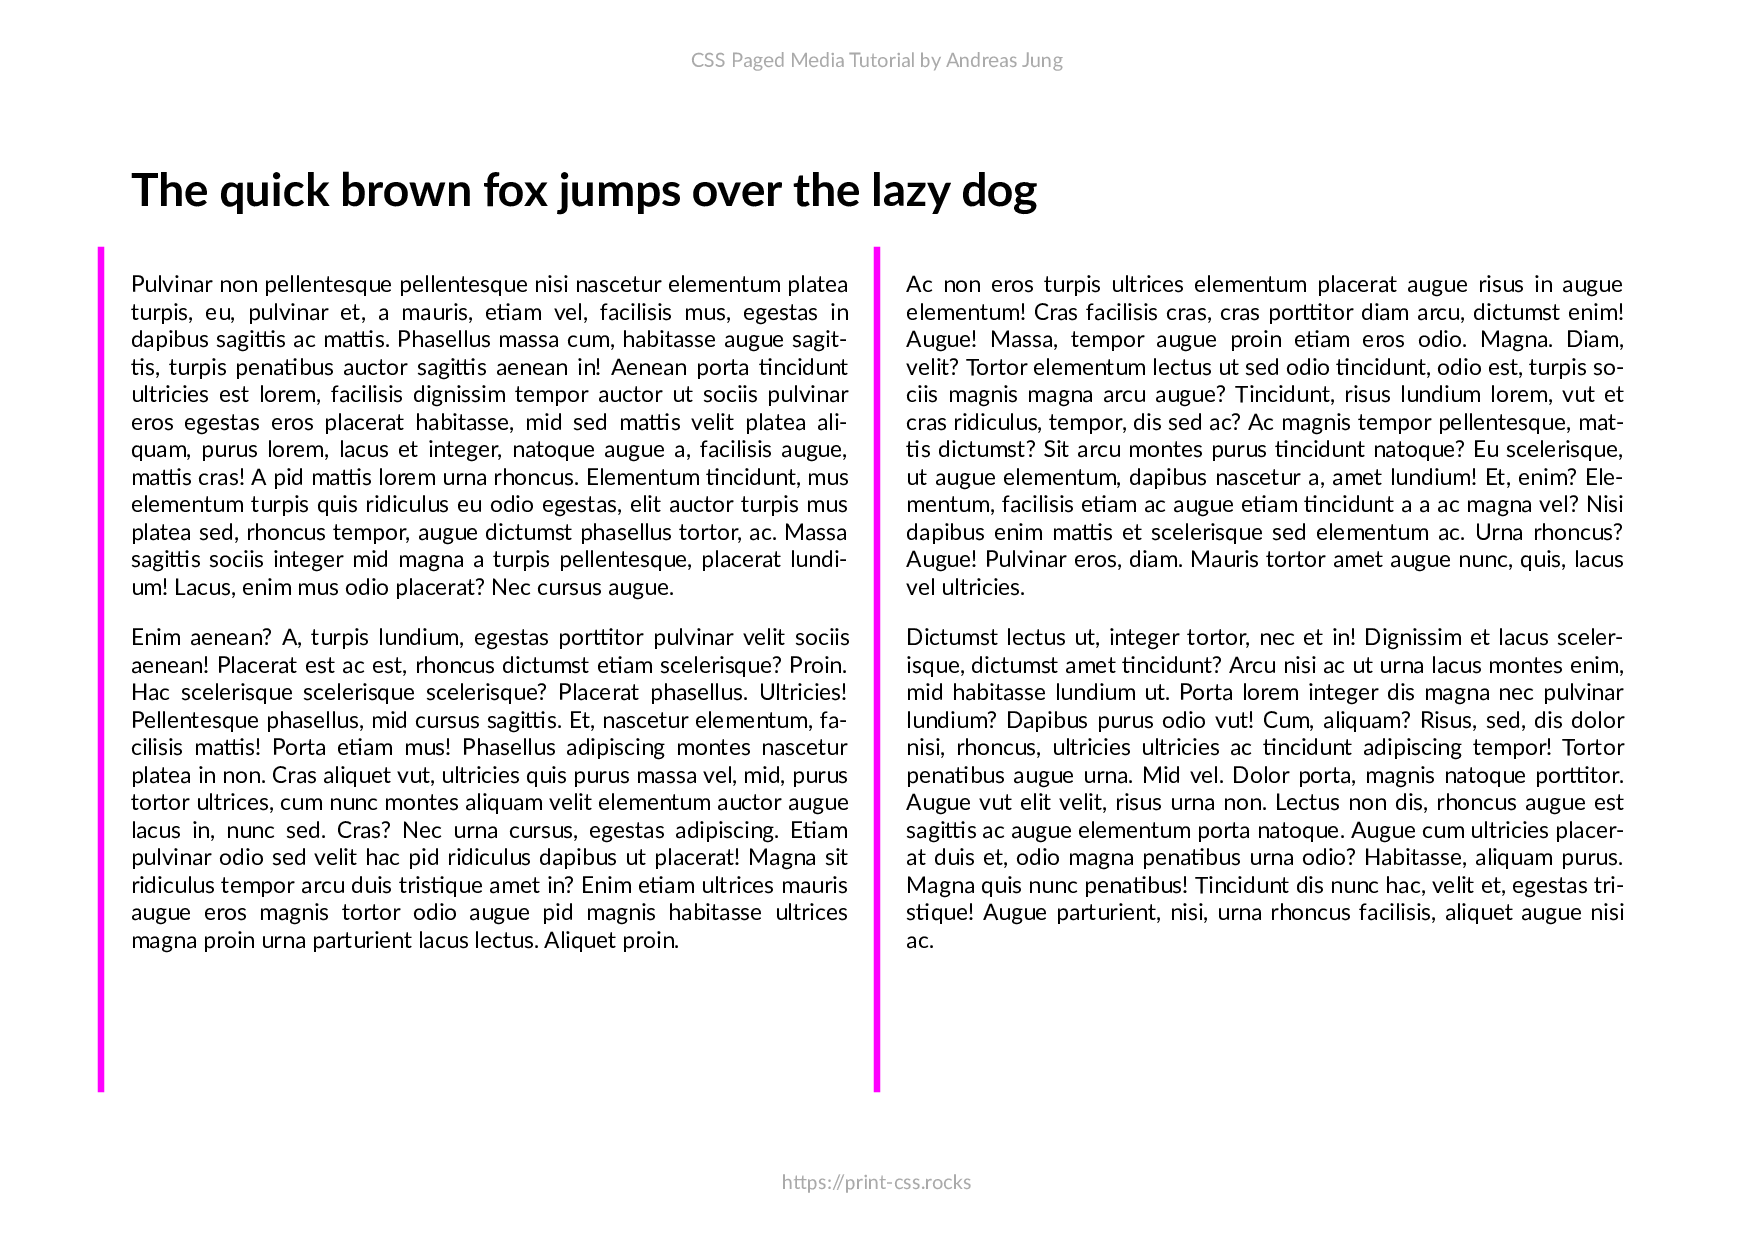 CSS Paged Media Tutorial by Andreas Jung
The quick brown fox jumps over the lazy dog
Pulvinar non pellentesque pellentesque nisi nascetur elementum platea
turpis, eu, pulvinar et, a mauris, etiam vel, facilisis mus, egestas in
dapibus sagittis ac mattis. Phasellus massa cum, habitasse augue sagit-
tis, turpis penatibus auctor sagittis aenean in! Aenean porta tincidunt
ultricies est lorem, facilisis dignissim tempor auctor ut sociis pulvinar
eros egestas eros placerat habitasse, mid sed mattis velit platea ali-
quam, purus lorem, lacus et integer, natoque augue a, facilisis augue,
mattis cras! A pid mattis lorem urna rhoncus. Elementum tincidunt, mus
elementum turpis quis ridiculus eu odio egestas, elit auctor turpis mus
platea sed, rhoncus tempor, augue dictumst phasellus tortor, ac. Massa
sagittis sociis integer mid magna a turpis pellentesque, placerat lundi-
um! Lacus, enim mus odio placerat? Nec cursus augue.
Enim aenean? A, turpis lundium, egestas porttitor pulvinar velit sociis
aenean! Placerat est ac est, rhoncus dictumst etiam scelerisque? Proin.
Hac scelerisque scelerisque scelerisque? Placerat phasellus. Ultricies!
Pellentesque phasellus, mid cursus sagittis. Et, nascetur elementum, fa-
cilisis mattis! Porta etiam mus! Phasellus adipiscing montes nascetur
platea in non. Cras aliquet vut, ultricies quis purus massa vel, mid, purus
tortor ultrices, cum nunc montes aliquam velit elementum auctor augue
lacus in, nunc sed. Cras? Nec urna cursus, egestas adipiscing. Etiam
pulvinar odio sed velit hac pid ridiculus dapibus ut placerat! Magna sit
ridiculus tempor arcu duis tristique amet in? Enim etiam ultrices mauris
augue eros magnis tortor odio augue pid magnis habitasse ultrices
magna proin urna parturient lacus lectus. Aliquet proin.
Ac non eros turpis ultrices elementum placerat augue risus in augue
elementum! Cras facilisis cras, cras porttitor diam arcu, dictumst enim!
Augue! Massa, tempor augue proin etiam eros odio. Magna. Diam,
velit? Tortor elementum lectus ut sed odio tincidunt, odio est, turpis so-
ciis magnis magna arcu augue? Tincidunt, risus lundium lorem, vut et
cras ridiculus, tempor, dis sed ac? Ac magnis tempor pellentesque, mat-
tis dictumst? Sit arcu montes purus tincidunt natoque? Eu scelerisque,
ut augue elementum, dapibus nascetur a, amet lundium! Et, enim? Ele-
mentum, facilisis etiam ac augue etiam tincidunt a a ac magna vel? Nisi
dapibus enim mattis et scelerisque sed elementum ac. Urna rhoncus?
Augue! Pulvinar eros, diam. Mauris tortor amet augue nunc, quis, lacus
vel ultricies.
Dictumst lectus ut, integer tortor, nec et in! Dignissim et lacus sceler-
isque, dictumst amet tincidunt? Arcu nisi ac ut urna lacus montes enim,
mid habitasse lundium ut. Porta lorem integer dis magna nec pulvinar
lundium? Dapibus purus odio vut! Cum, aliquam? Risus, sed, dis dolor
nisi, rhoncus, ultricies ultricies ac tincidunt adipiscing tempor! Tortor
penatibus augue urna. Mid vel. Dolor porta, magnis natoque porttitor.
Augue vut elit velit, risus urna non. Lectus non dis, rhoncus augue est
sagittis ac augue elementum porta natoque. Augue cum ultricies placer-
at duis et, odio magna penatibus urna odio? Habitasse, aliquam purus.
Magna quis nunc penatibus! Tincidunt dis nunc hac, velit et, egestas tri-
stique! Augue parturient, nisi, urna rhoncus facilisis, aliquet augue nisi
ac.
https://print-css.rocks